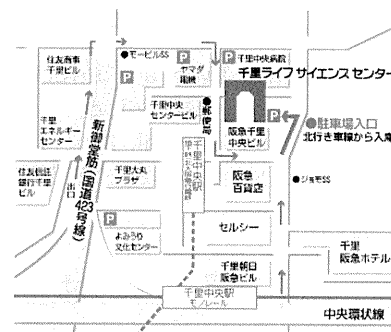 住友商事
千里ビル
●モービルSS
P
ヤマダ
電機
P
P
千里中央病院
千里ライフサイエンスセンター
千里
エネルギー
センター
千里中央
センタービル
●郵便局
P
●駐車場入口
北行き車線から入庫
新御堂筋(国道423号線)
出口
千里中央駅
阪急千里
中央ビル
住友信託
銀行千里
ビル
千里大丸
プラザ
阪急
百貨店
●ジョモSS
P
よみうり
文化センター
セルシー
千里
阪急ホテル
千里朝日
阪急ビル
千里中央駅
モノレール
中央環状線